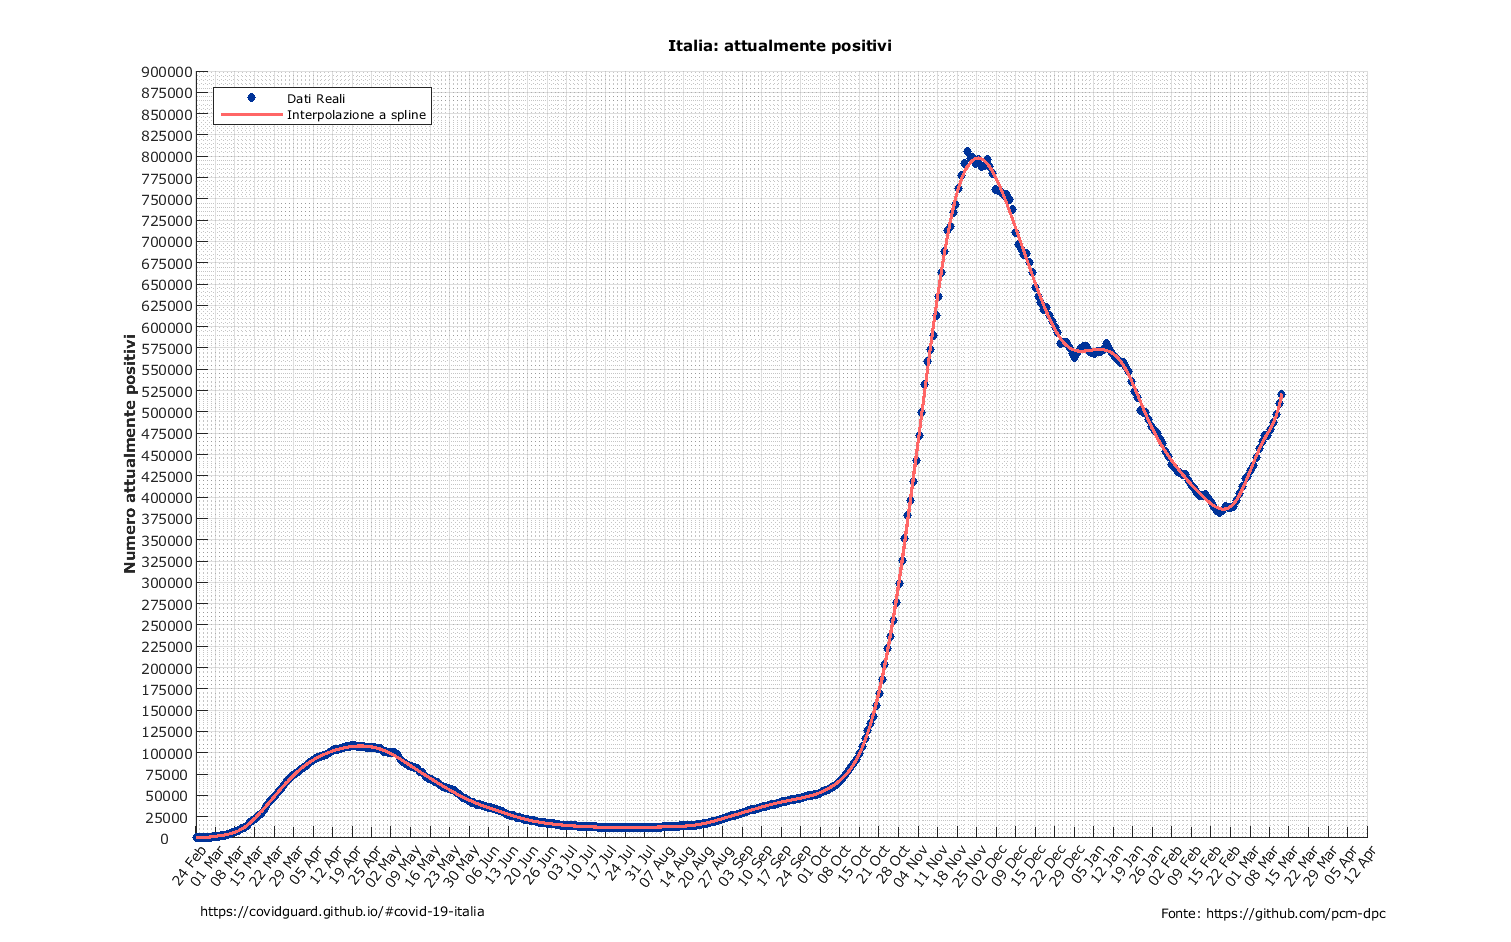 Italia: attualmente positivi
Dati Reali
Interpolazione a spline
Numero attualmente positivi
900000
875000
850000
825000
800000
775000
750000
725000
700000
675000
650000
625000
600000
575000
550000
525000
500000
475000
450000
425000
400000
375000
350000
325000
300000
275000
250000
225000
200000
175000
150000
125000
100000
75000
50000
25000
0
24 Feb
01 Mar
08 Mar
15 Mar
22 Mar
29 Mar
05 Apr
12 Apr
19 Apr
25 Apr
02 May
09 May
16 May
23 May
30 May
06 Jun
13 Jun
20 Jun
26 Jun
03 Jul
10 Jul
17 Jul
24 Jul
31 Jul
07 Aug
14 Aug
20 Aug
27 Aug
03 Sep
10 Sep
17 Sep
24 Sep
01 Oct
08 Oct
15 Oct
21 Oct
28 Oct
04 Nov
11 Nov
18 Nov
25 Nov
02 Dec
09 Dec
15 Dec
22 Dec
29 Dec
05 Jan
12 Jan
19 Jan
26 Jan
02 Feb
09 Feb
15 Feb
22 Feb
01 Mar
08 Mar
15 Mar
22 Mar
29 Mar
05 Apr
12 Apr
https://covidguard.github.io/#covid-19-italia
Fonte: https://github.com/pcm-dpc